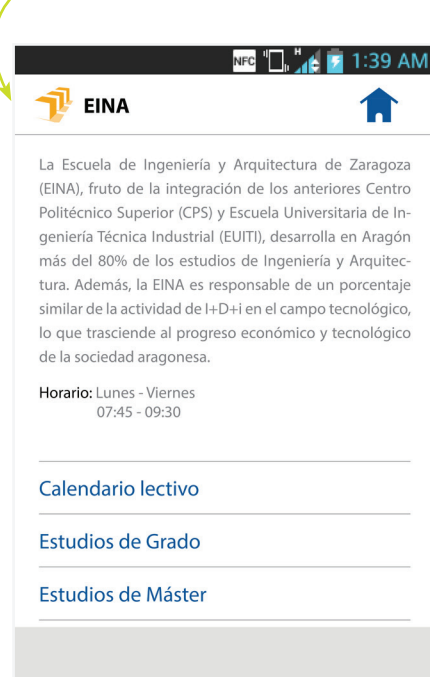 NFC H 1:39 AM
EINA
La Escuela de Ingeniería y Arquitectura de Zaragoza
(EINA), fruto de la integración de los anteriores Centro
Politécnico Superior (CPS) y Escuela Universitaria de In-
geniería Técnica Industrial (EUITI), desarrolla en Aragón
más del 80% de los estudios de Ingeniería y Arquitec-
tura. Además, la EINA es responsable de un porcentaje
similar de la actividad de I+D+i en el campo tecnológico,
lo que trasciende al progreso económico y tecnológico
de la sociedad aragonesa.
Horario: Lunes - Viernes
07:45 - 09:30
Calendario lectivo
Estudios de Grado
Estudios de Máster